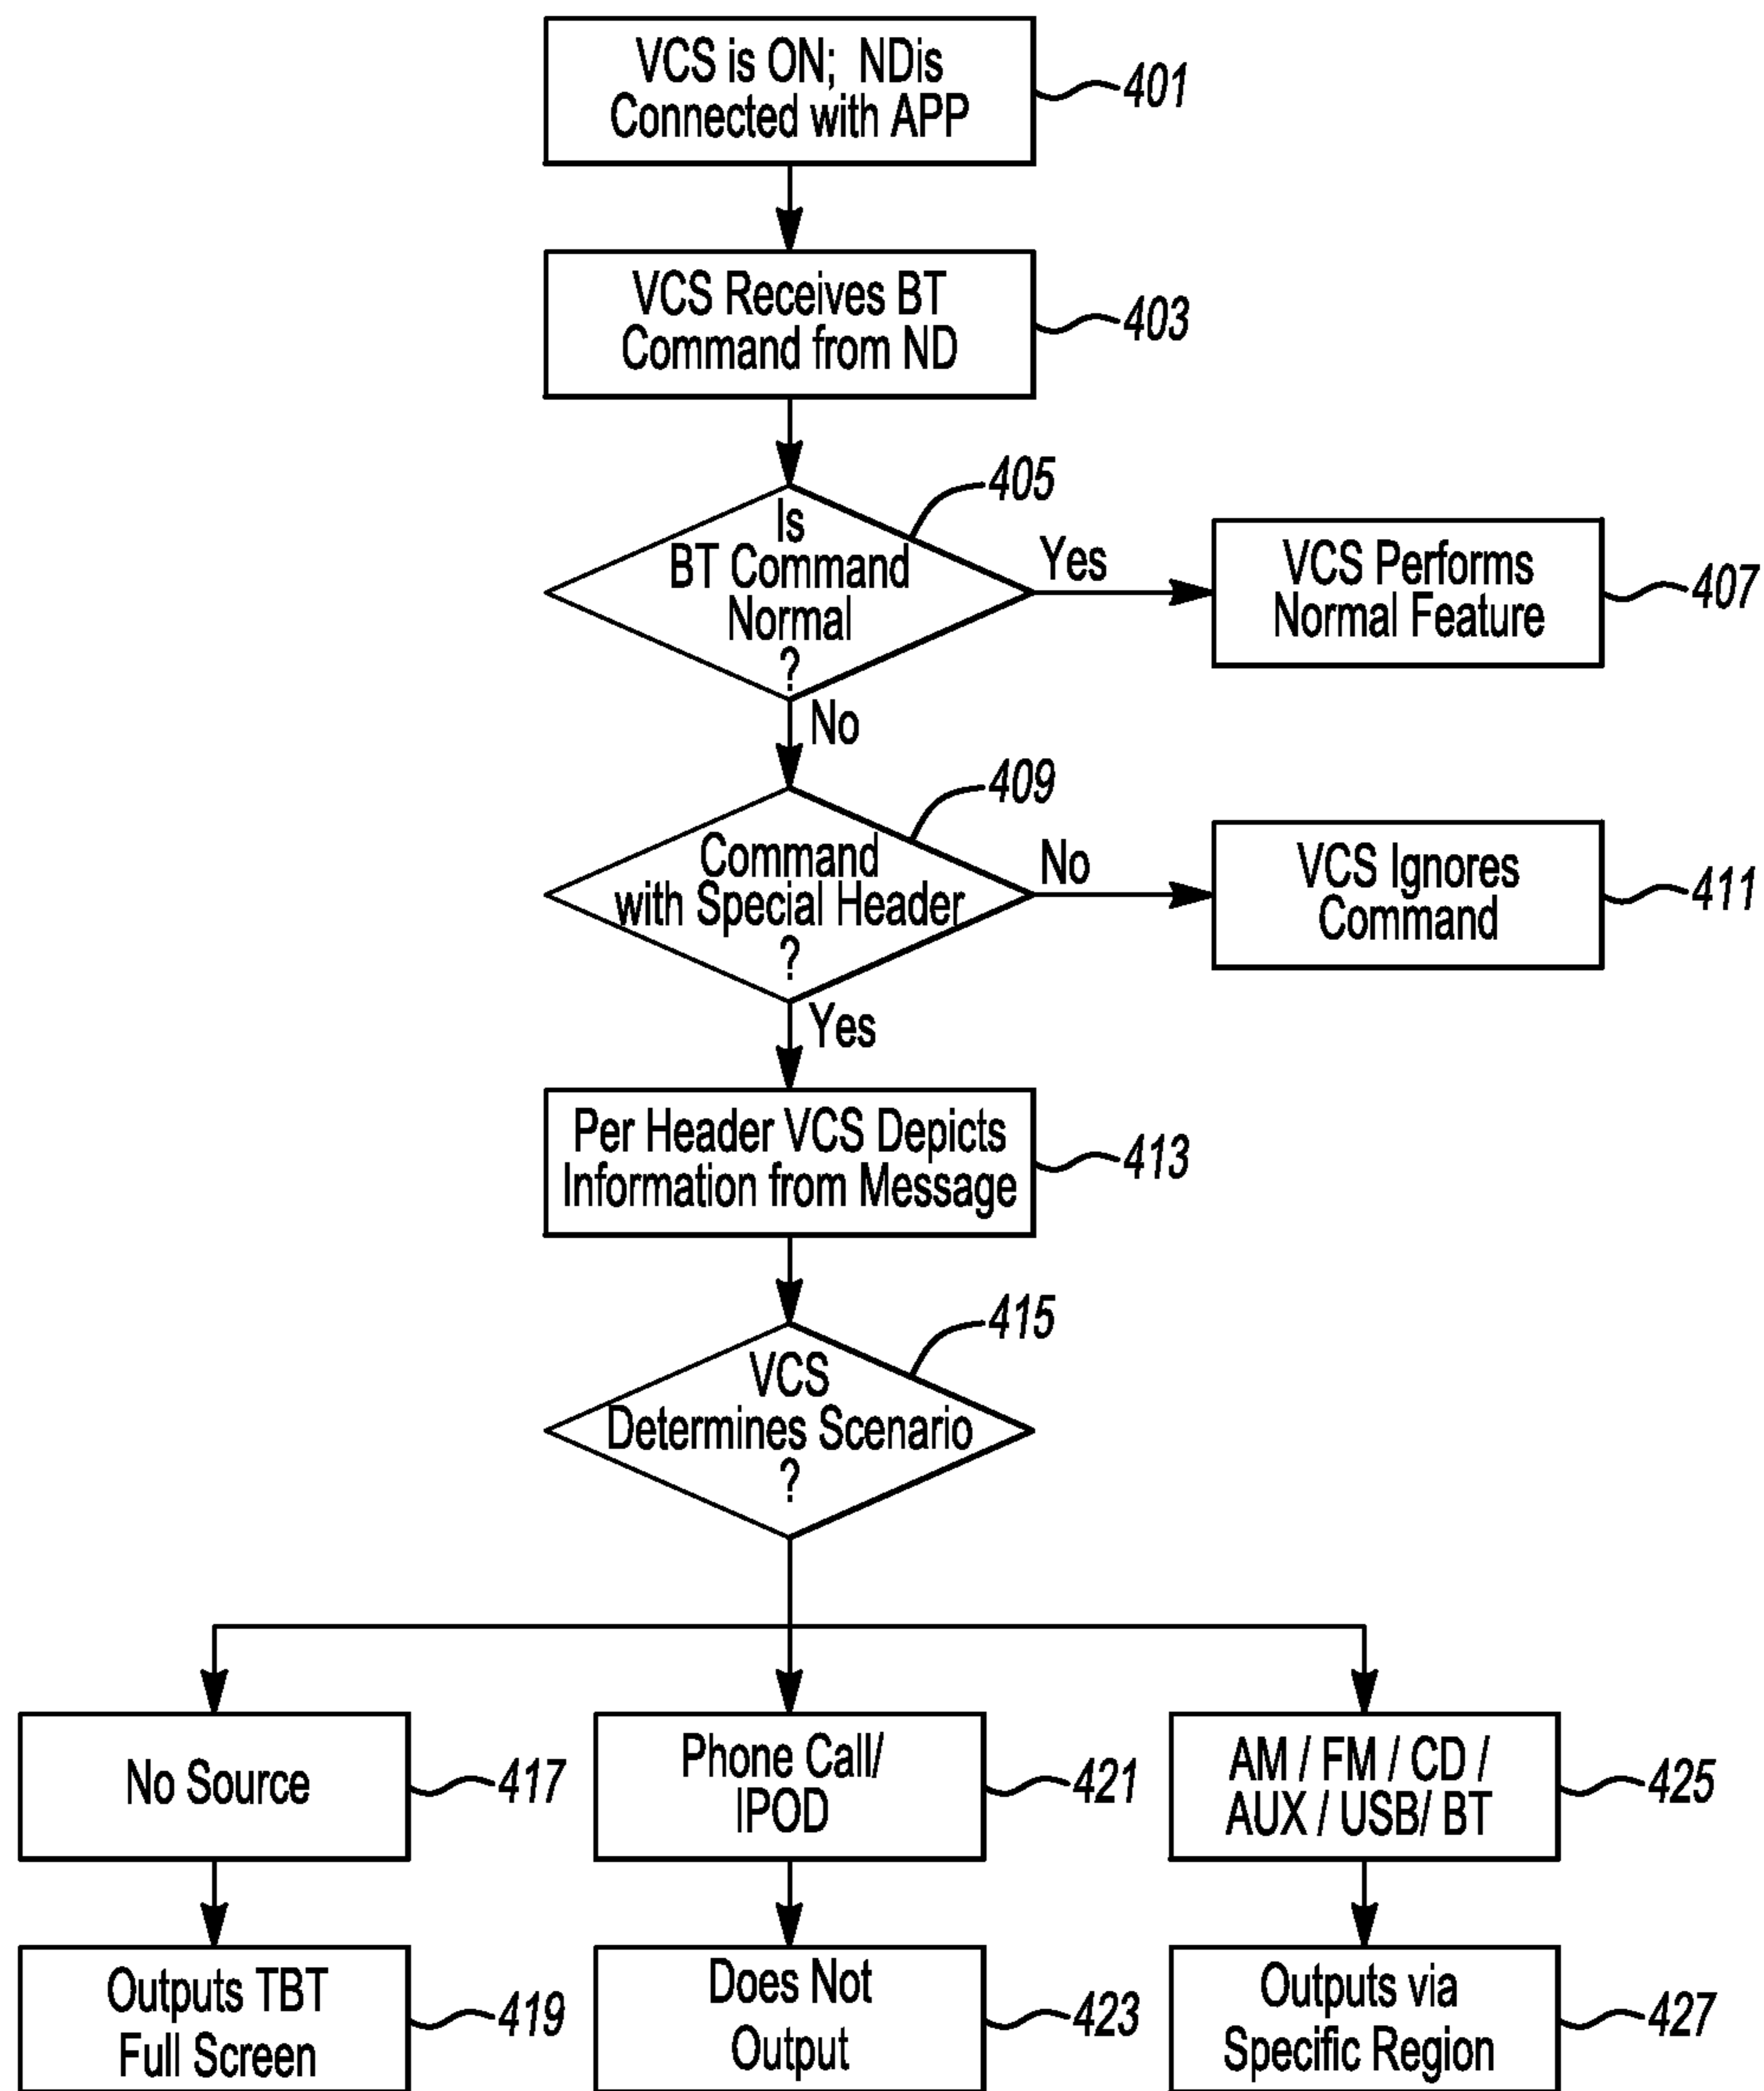 VCS is ON; NDis
Connected with APP
401
VCS Receives BT
Command from ND
403
405
Is
BT Command
Normal
?
Yes
VCS Performs
Normal Feature
407
No
409
Command
with Special Header
?
No
VCS Ignores
Command
411
Yes
Per Header VCS Depicts
Information from Message
413
415
VCS
Determines Scenario
?
No Source
417
Phone Call/
IPOD
421
AM / FM / CD /
AUX / USB/ BT
425
Outputs TBT
Full Screen
419
Does Not
Output
423
Outputs via
Specific Region
427